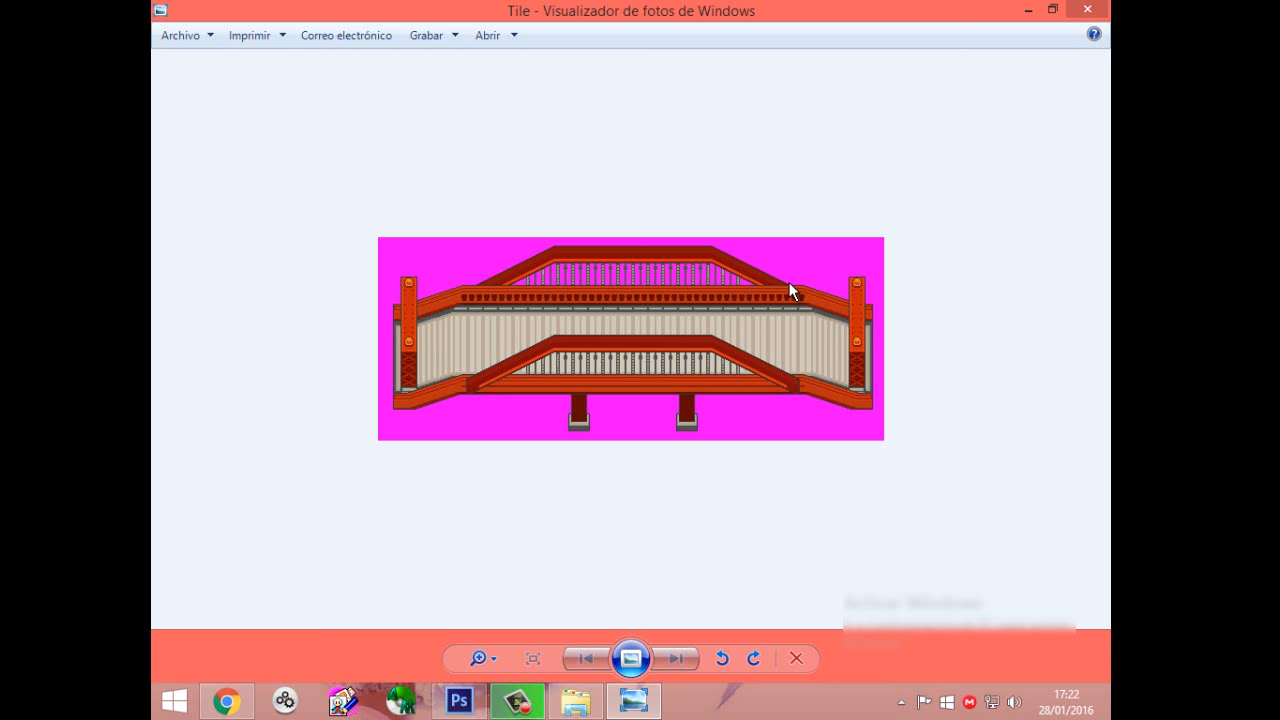 Tile - Visualizador de fotos de Windows
Archivo Imprimir Correo electrónico Grabar Abrir
Ps
17:22
28/01/2016